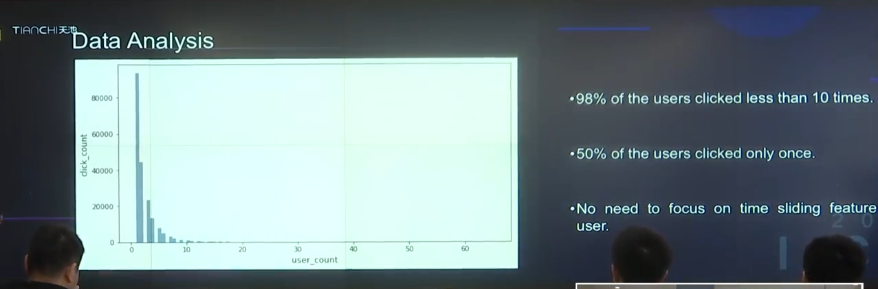 TIANCHI天池
Data Analysis
80000
60000
40000
20000
0
click_count
0 10 20 30 40 50 60
user_count
•98% of the users clicked less than 10 times.
•50% of the users clicked only once.
•No need to focus on time sliding feature
user.
2 0